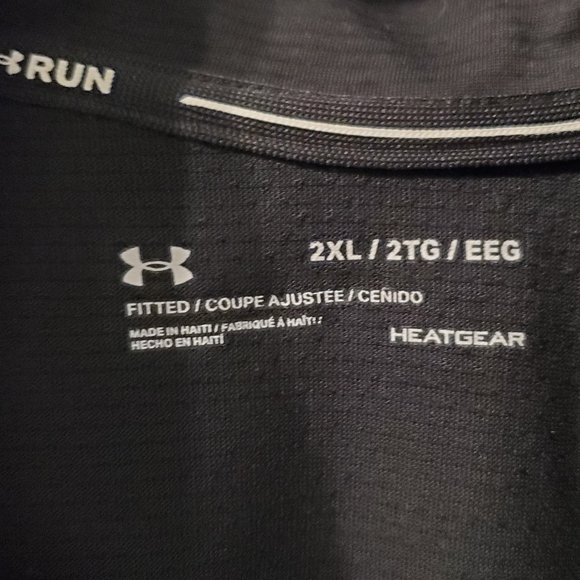 RUN
2XL / 2TG / EEG
FITTED / COUPE AJUSTÉE / CEÑIDO
MADE IN HAITI / FABRIQUÉ À HAÏTI /
HECHO EN HAITÍ
HEATGEAR